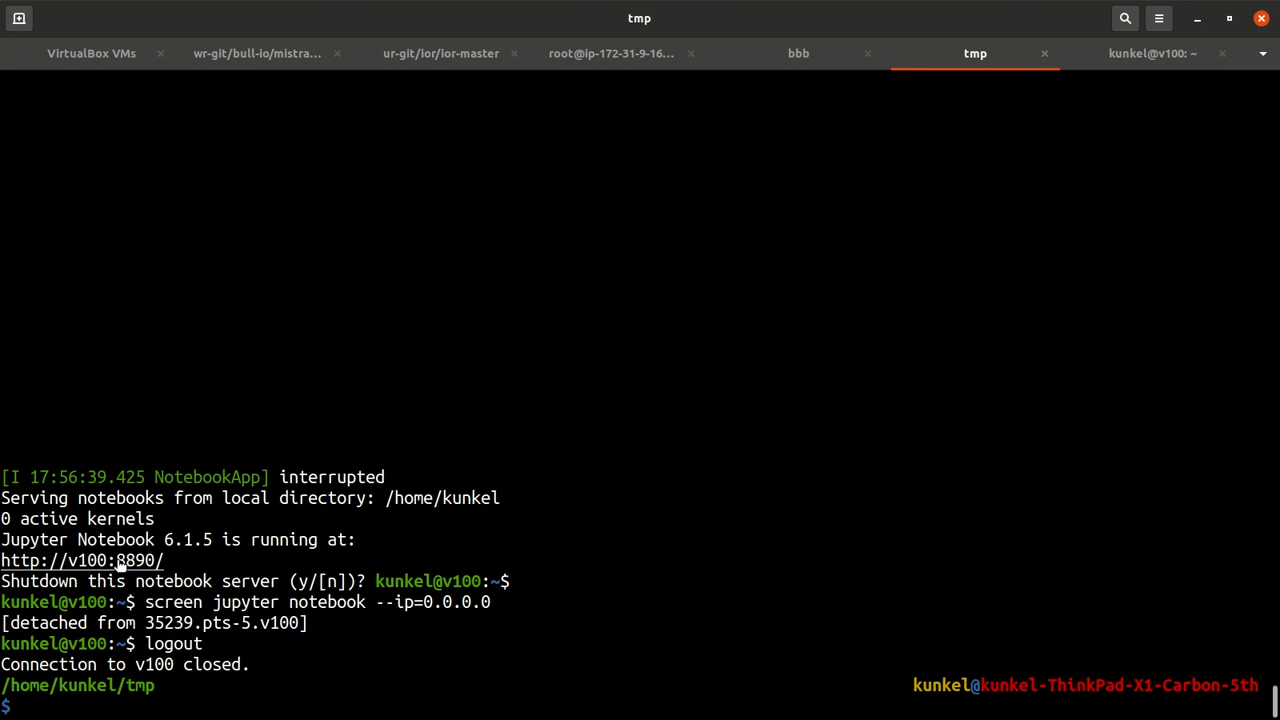 tmp
VirtualBox VMs
wr-git/bull-io/mistra...
ur-git/ior/ior-master
root@ip-172-31-9-16...
bbb
tmp
kunkel@v100: ~
[I 17:56:39.425 NotebookApp] interrupted
Serving notebooks from local directory: /home/kunkel
0 active kernels
Jupyter Notebook 6.1.5 is running at:
http://v100:8890/
Shutdown this notebook server (y/[n])? kunkel@v100:~$
kunkel@v100:~$ screen jupyter notebook --ip=0.0.0.0
[detached from 35239.pts-5.v100]
kunkel@v100:~$ logout
Connection to v100 closed.
/home/kunkel/tmp kunkel@kunkel-ThinkPad-X1-Carbon-5th
$